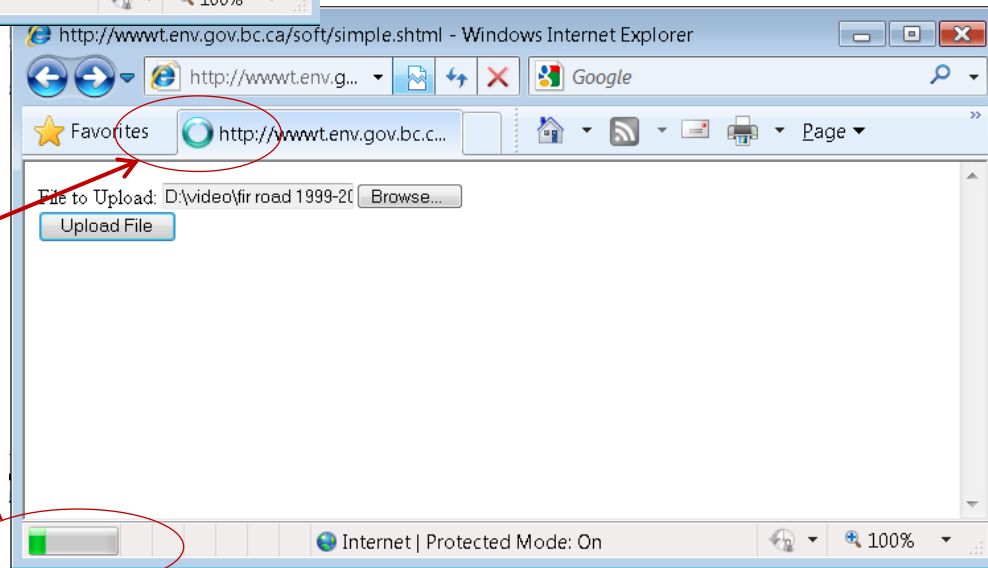 100%
http://wwwt.env.gov.bc.ca/soft/simple.shtml - Windows Internet Explorer
http://wwwt.env.g... Google
Favorites http://wwwt.env.gov.bc.c... Page
File to Upload: D:\video\fir road 1999-20 Browse...
Upload File
Internet | Protected Mode: On 100%